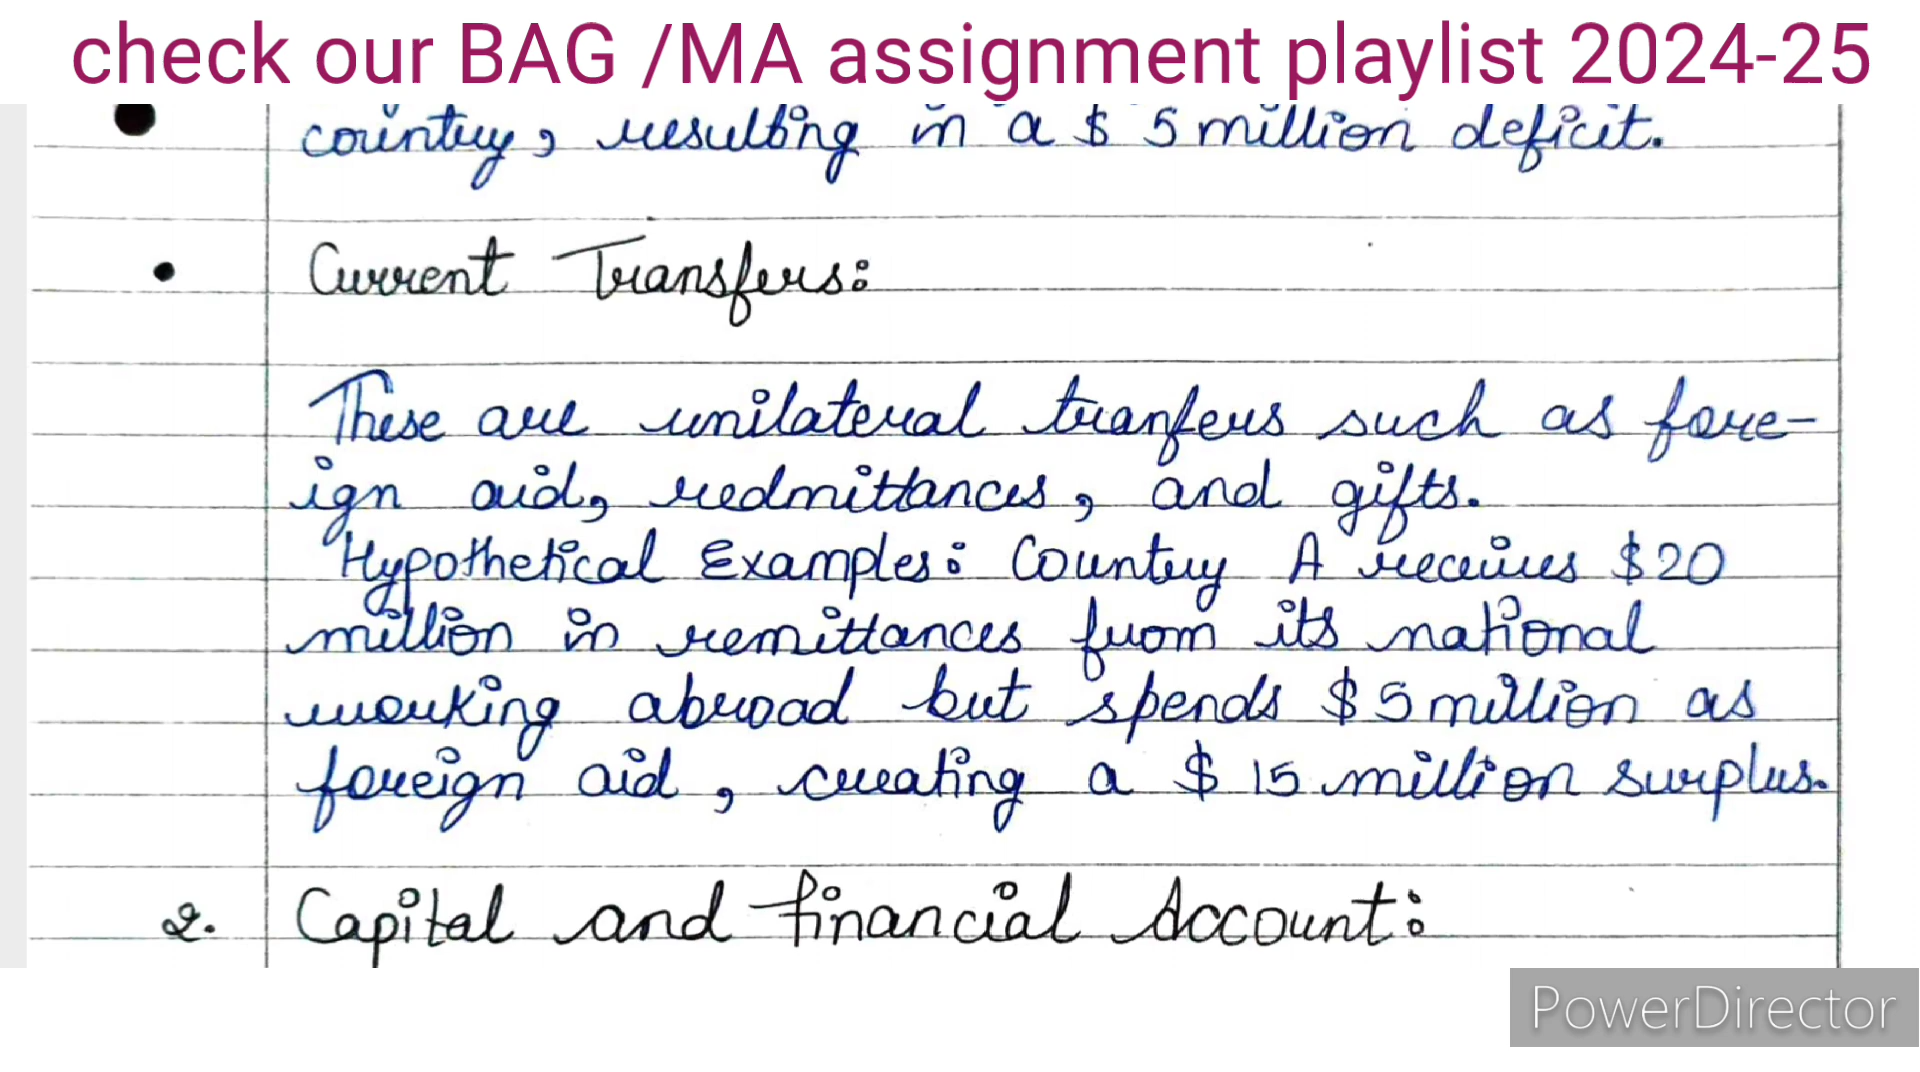 check our BAG /MA assignment playlist 2024-25
country, resulting in a $ 5 million deficit.
• Current Transfers:
These are unilateral tranfers such as fore-
ign aid, redmittances, and gifts.
Hypothetical Examples: Country A receives $20
million in remittances from its national
working abroad but spends $5 million as
foreign aid, creating a $ 15 million surplus.
2. Capital and financial Account:
PowerDirector